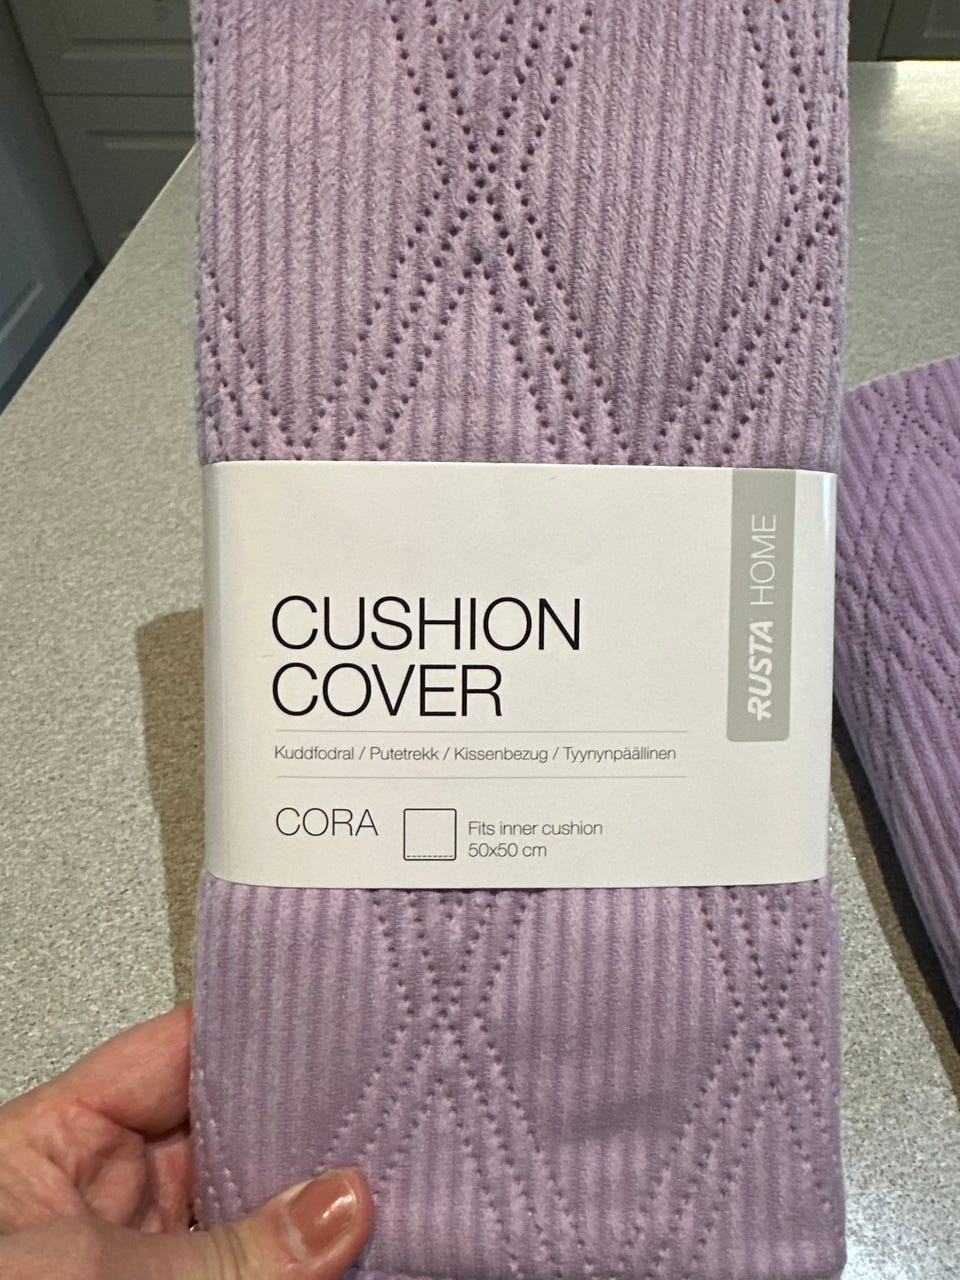 CUSHION
COVER
Kuddfodral / Putetrekk / Kissenbezug / Tyynynpäällinen
CORA
Fits inner cushion
50x50 cm
RUSTA HOME